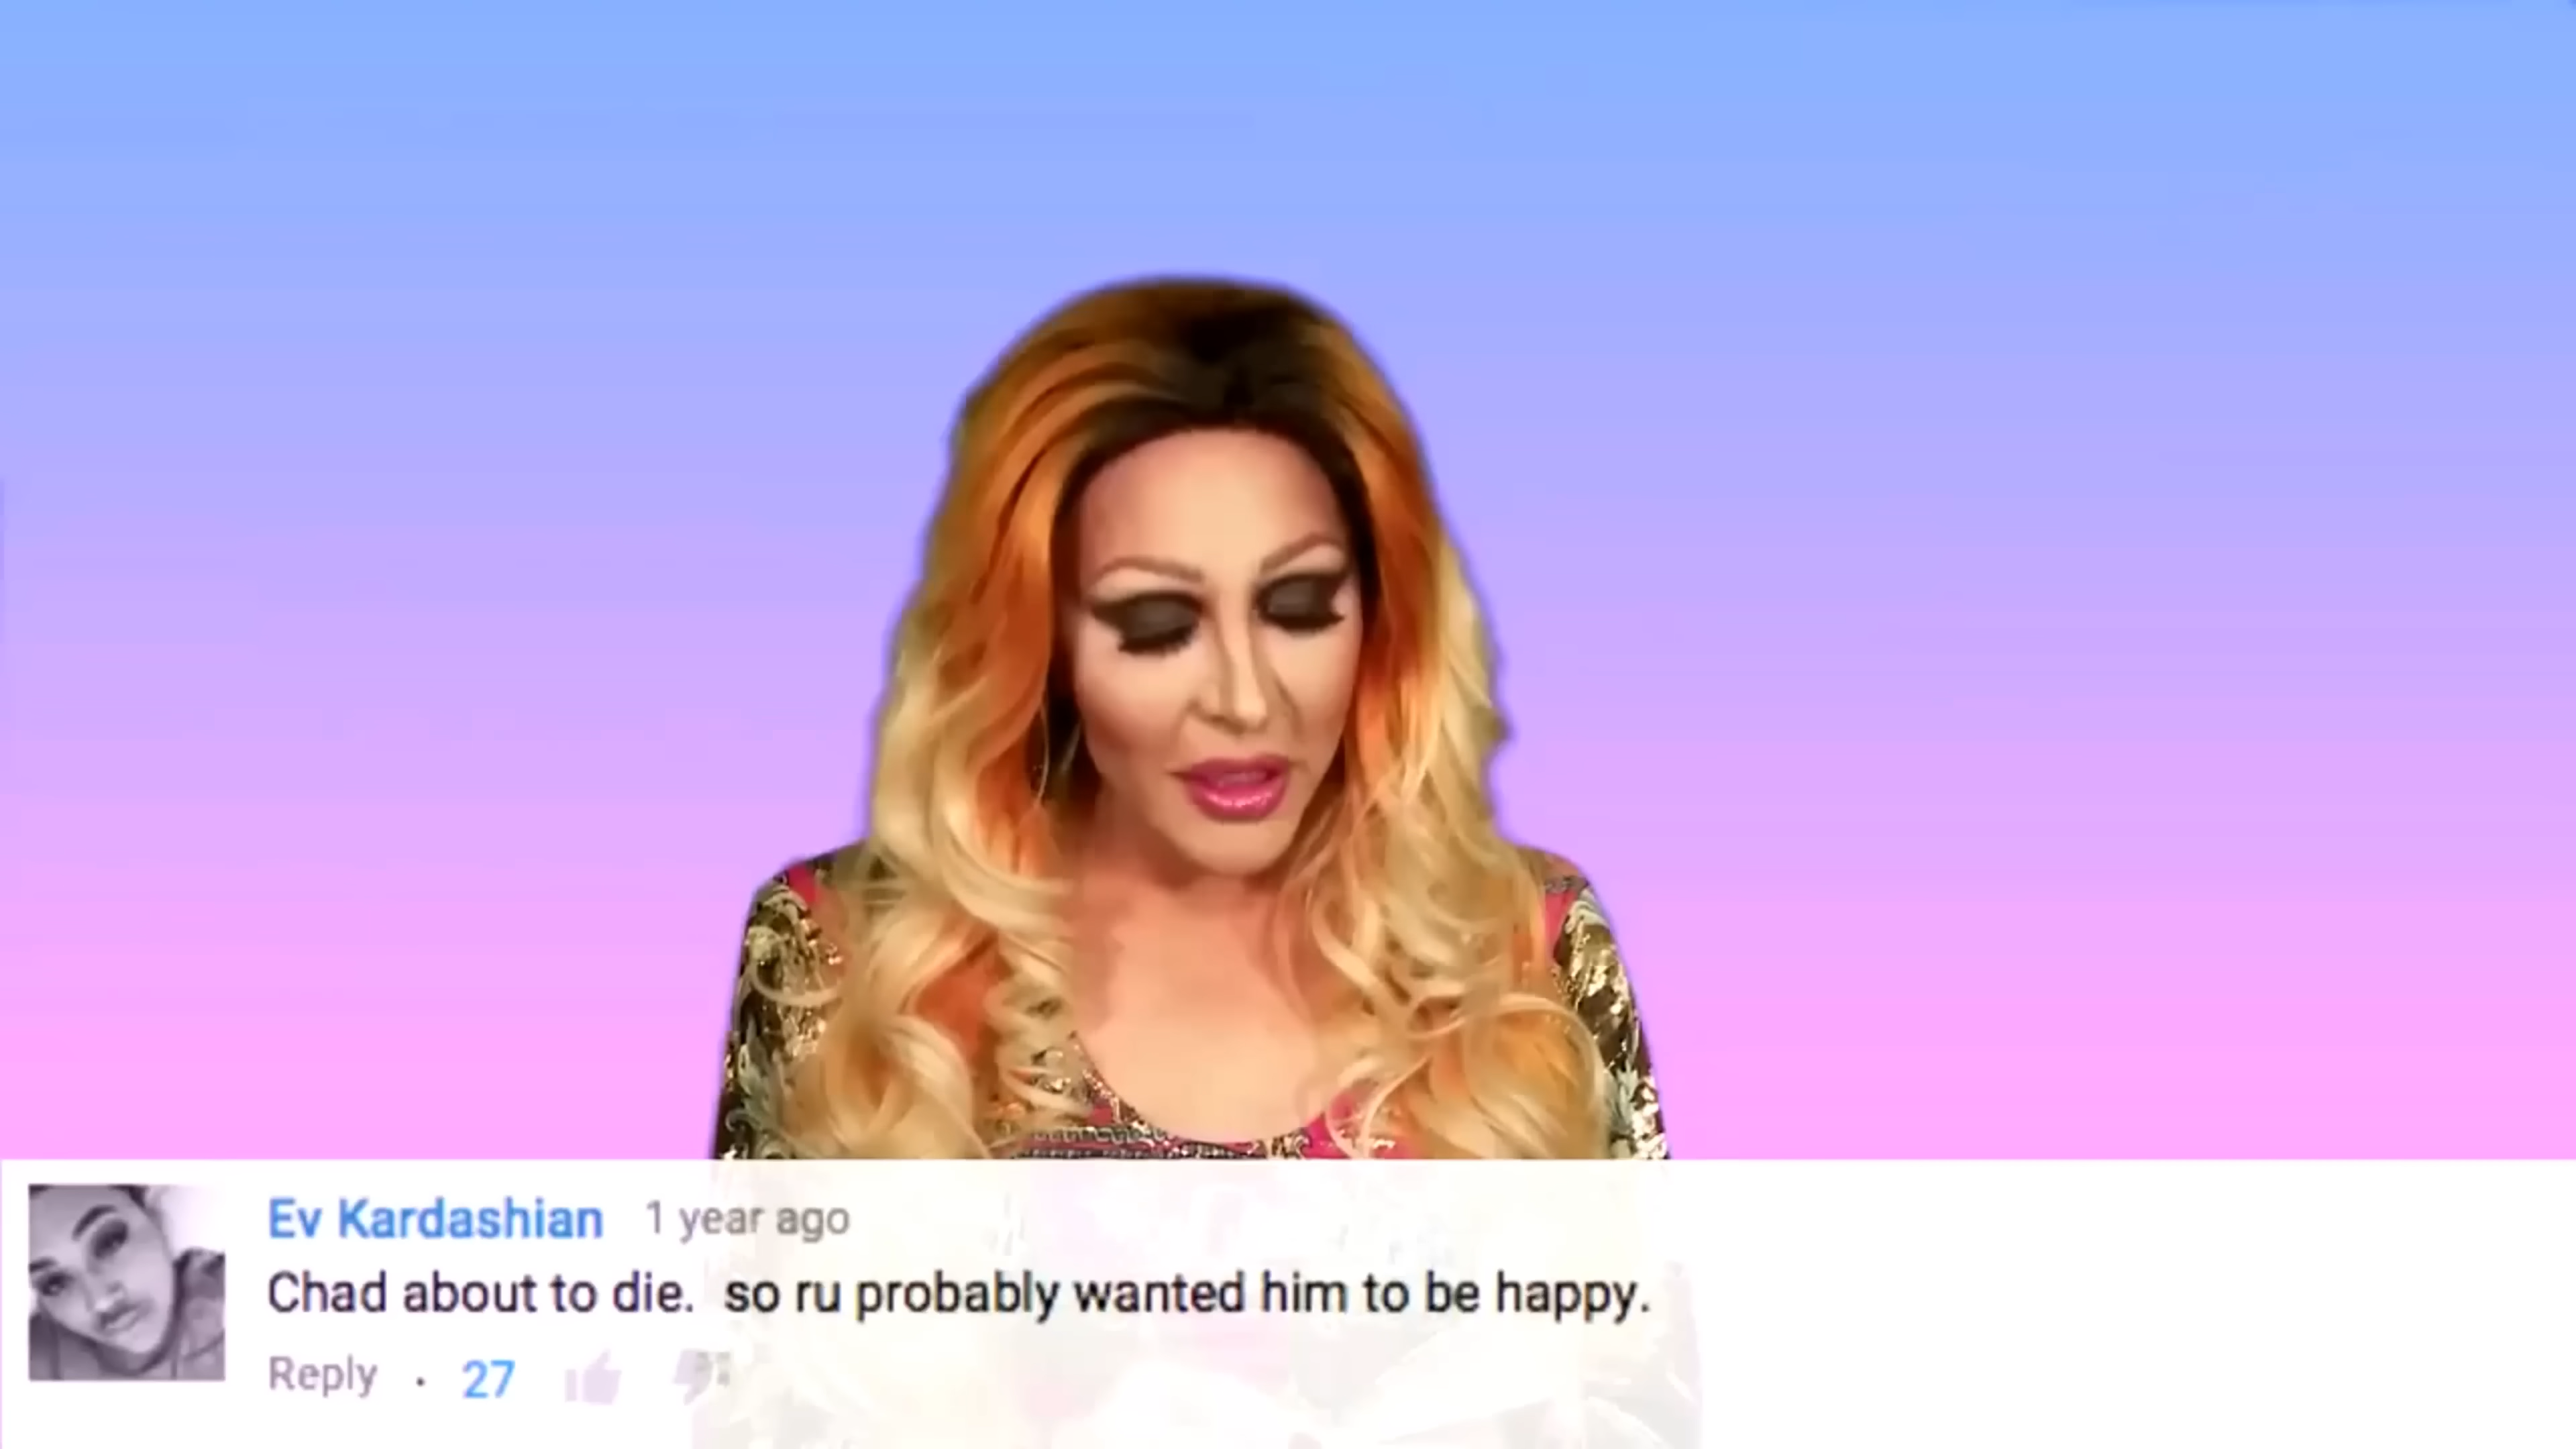 Ev Kardashian 1 year ago
Chad about to die. so ru probably wanted him to be happy.
Reply · 27